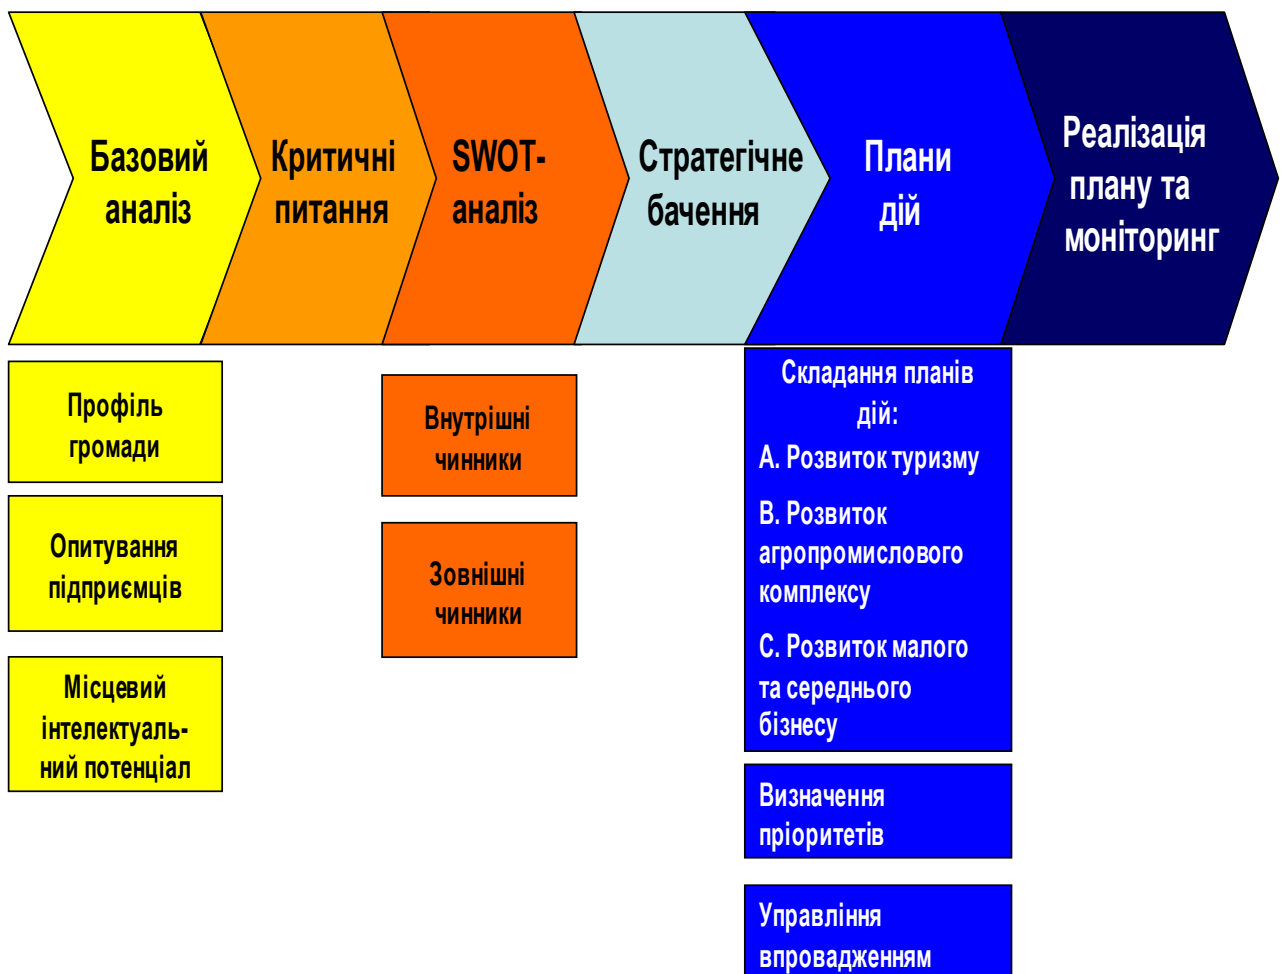 Базовий
аналіз
Критичні
питання
SWOT-
аналіз
Стратегічне
бачення
Плани
дій
Реалізація
плану та
моніторинг
Профіль
громади
Опитування
підприємців
Місцевий
інтелектуаль-
ний потенціал
Внутрішні
чинники
Зовнішні
чинники
Складання планів
дій:
А. Розвиток туризму
В. Розвиток
агропромислового
комплексу
С. Розвиток малого
та середнього
бізнесу
Визначення
пріоритетів
Управління
впровадженням